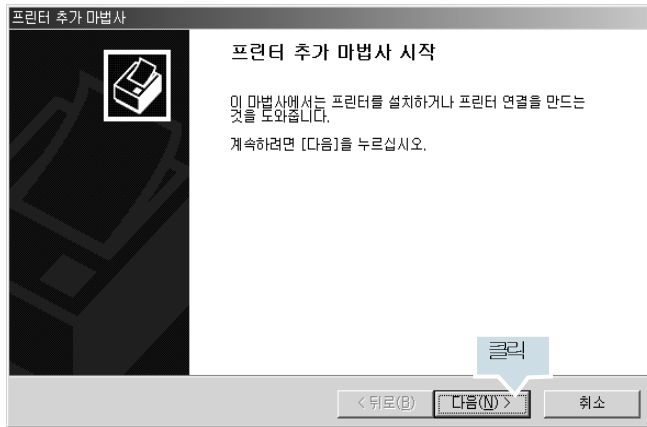 프린터 추가 마법사
프린터 추가 마법사 시작
이 마법사에서는 프린터를 설치하거나 프린터 연결을 만드는
것을 도와줍니다.
계속하려면 [다음]을 누르십시오.
클릭
< 뒤로(B)
다음(N) >
취소